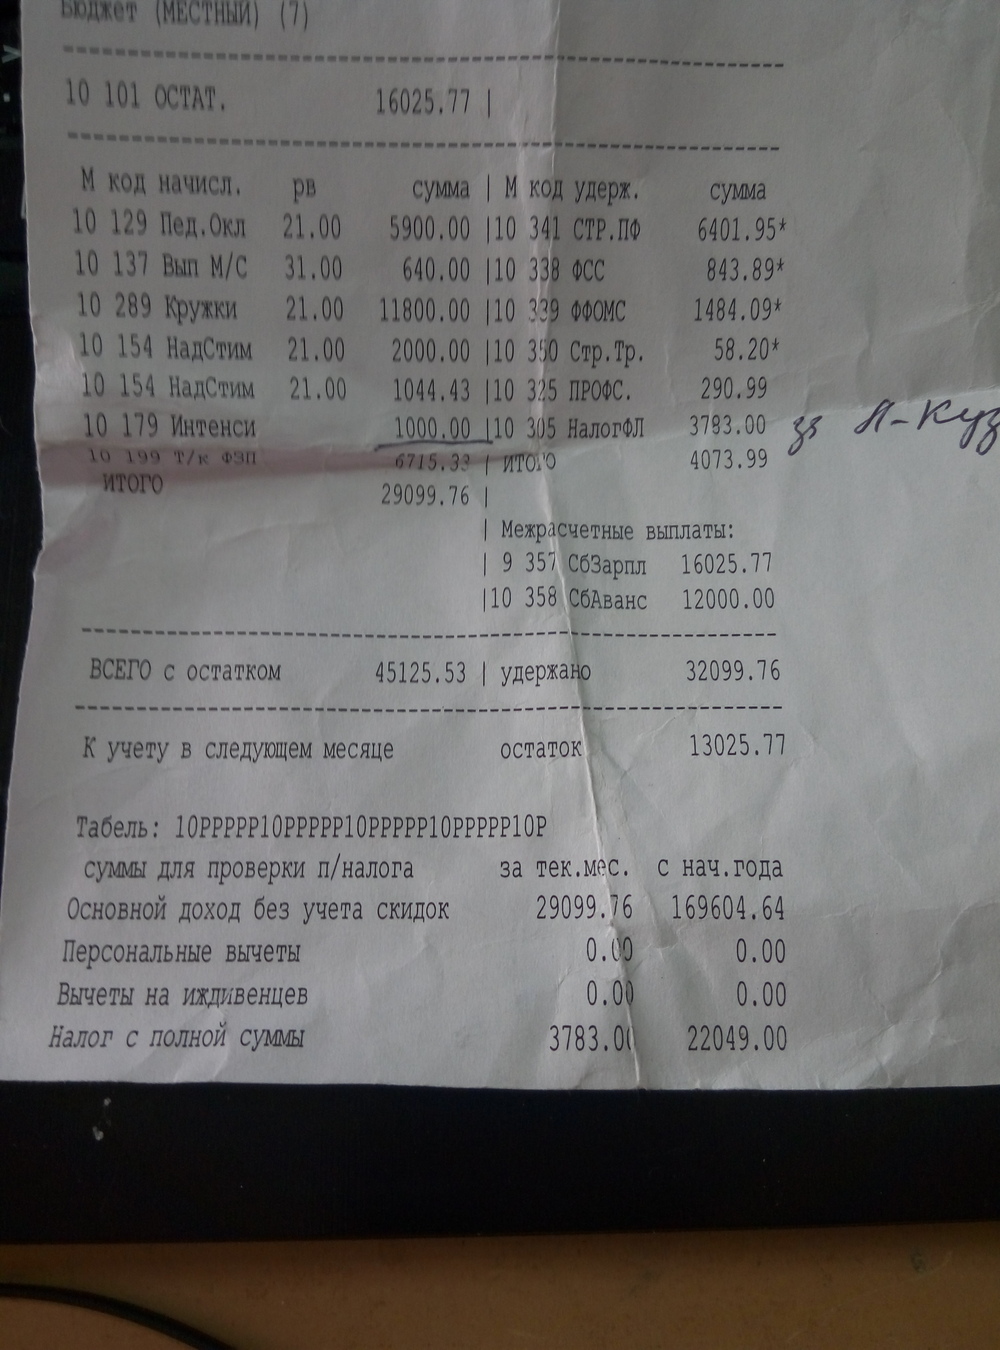 Бюджет (МЕСТНЫЙ) (7)
10 101 ОСТАТ. 16025.77 |
М код начисл. рв сумма | М код удерж. сумма
10 129 Пед.Окл 21.00 5900.00 |10 341 СТР.ПФ 6401.95*
10 137 Вып М/С 31.00 640.00 |10 338 ФСС 843.89*
10 289 Кружки 21.00 11800.00 |10 339 ФФОМС 1484.09*
10 154 НадСтим 21.00 2000.00 |10 350 Стр.Тр. 58.20*
10 154 НадСтим 21.00 1044.43 |10 325 ПРОФС. 290.99
10 179 Интенси 1000.00 |10 305 НалогФЛ 3783.00 за Я-Куз
10 199 Т/к ФЗП 6715.33 | ИТОГО 4073.99
ИТОГО 29099.76 |
| Межрасчетные выплаты:
| 9 357 СбЗарпл 16025.77
|10 358 СбАванс 12000.00
ВСЕГО с остатком 45125.53 | удержано 32099.76
К учету в следующем месяце остаток 13025.77
Табель: 10РРРРР10РРРРР10РРРРР10РРРРР10Р
суммы для проверки п/налога за тек.мес. с нач.года
Основной доход без учета скидок 29099.76 169604.64
Персональные вычеты 0.00 0.00
Вычеты на иждивенцев 0.00 0.00
Налог с полной суммы 3783.00 22049.00